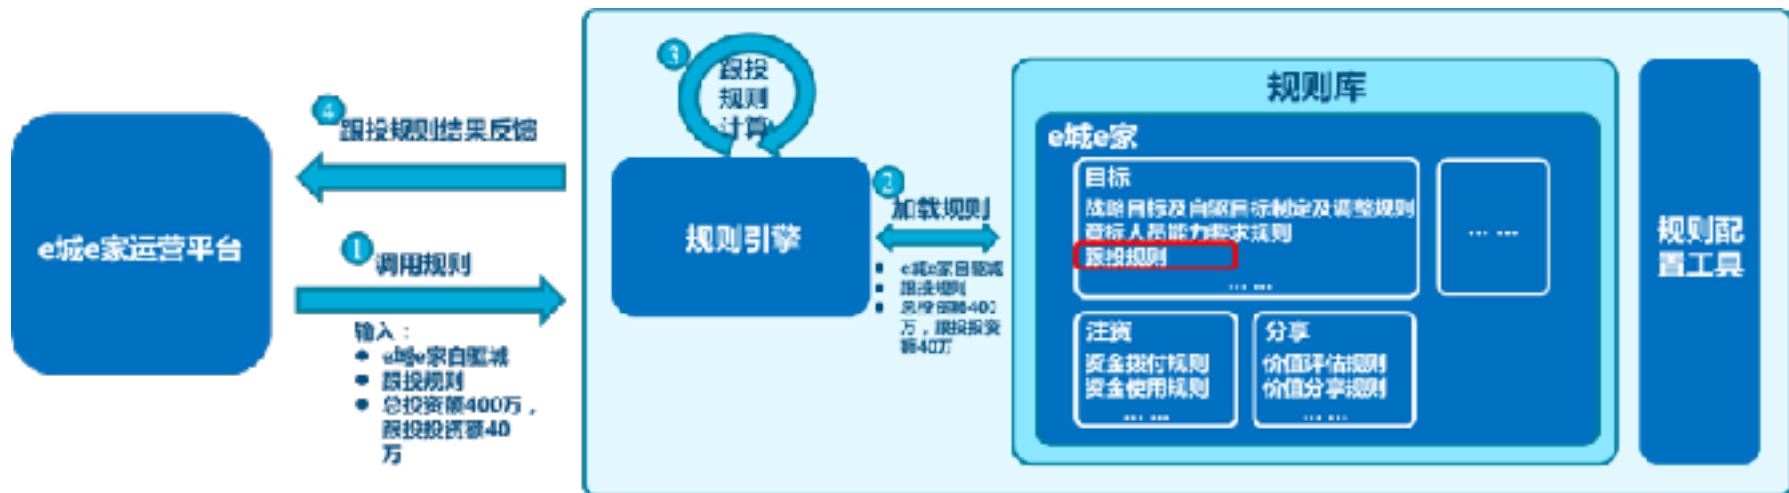 e城e家运营平台
4
跟投规则结果反馈
1
调用规则
输入：
e城e家自驱城
跟投规则
总投资额400万，
跟投投资额40
万
3
跟投
规则
计算
规则引擎
2
加载规则
e城e家自驱城
跟投规则
总投资额400
万，跟投投资
额40万
规则库
e城e家
目标
战略目标及自驱目标制定及调整规则
竞标人员能力要求规则
跟投规则
... ...
... ...
注资
资金拨付规则
资金使用规则
... ...
分享
价值评估规则
价值分享规则
... ...
规则配
置工具